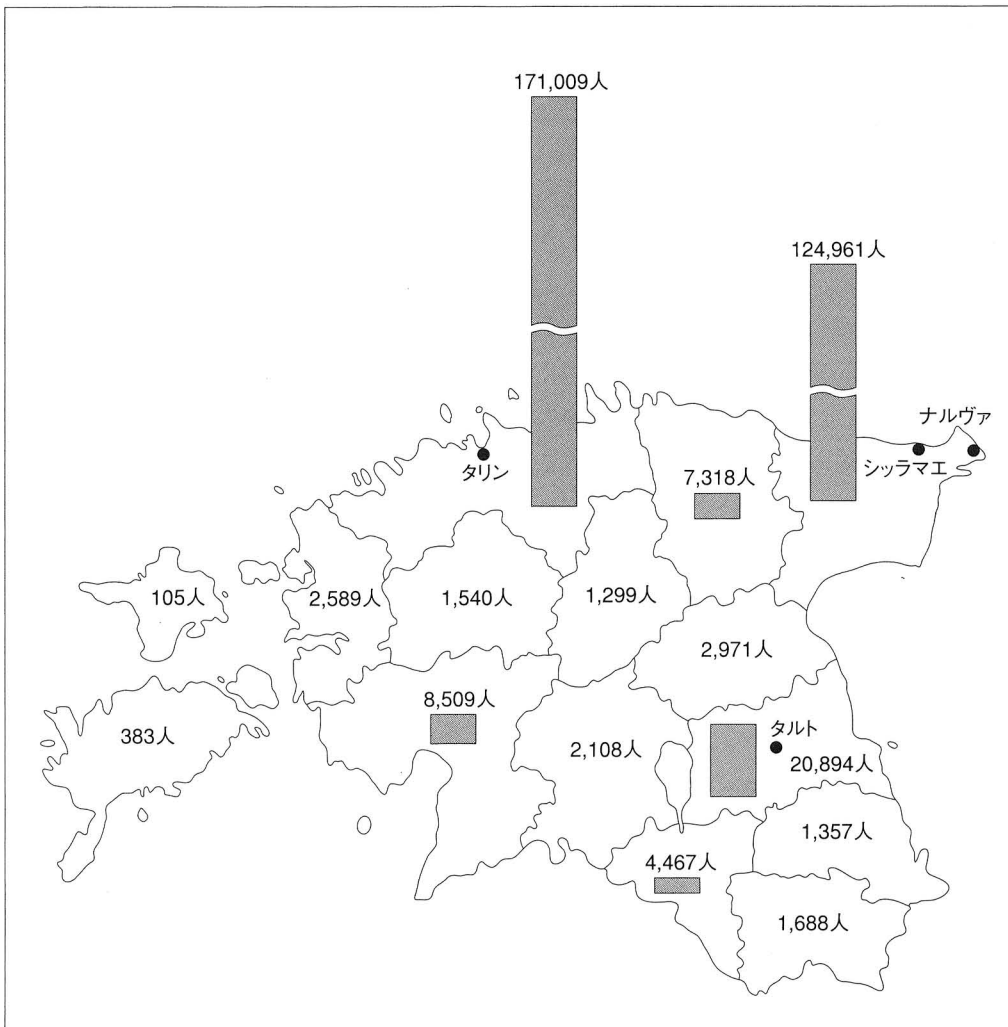 171,009人
124,961人
ナルヴァ
シッラマエ
タリン
7,318人
105人
2,589人
1,540人
1,299人
2,971人
8,509人
383人
2,108人
タルト
20,894人
1,357人
4,467人
1,688人